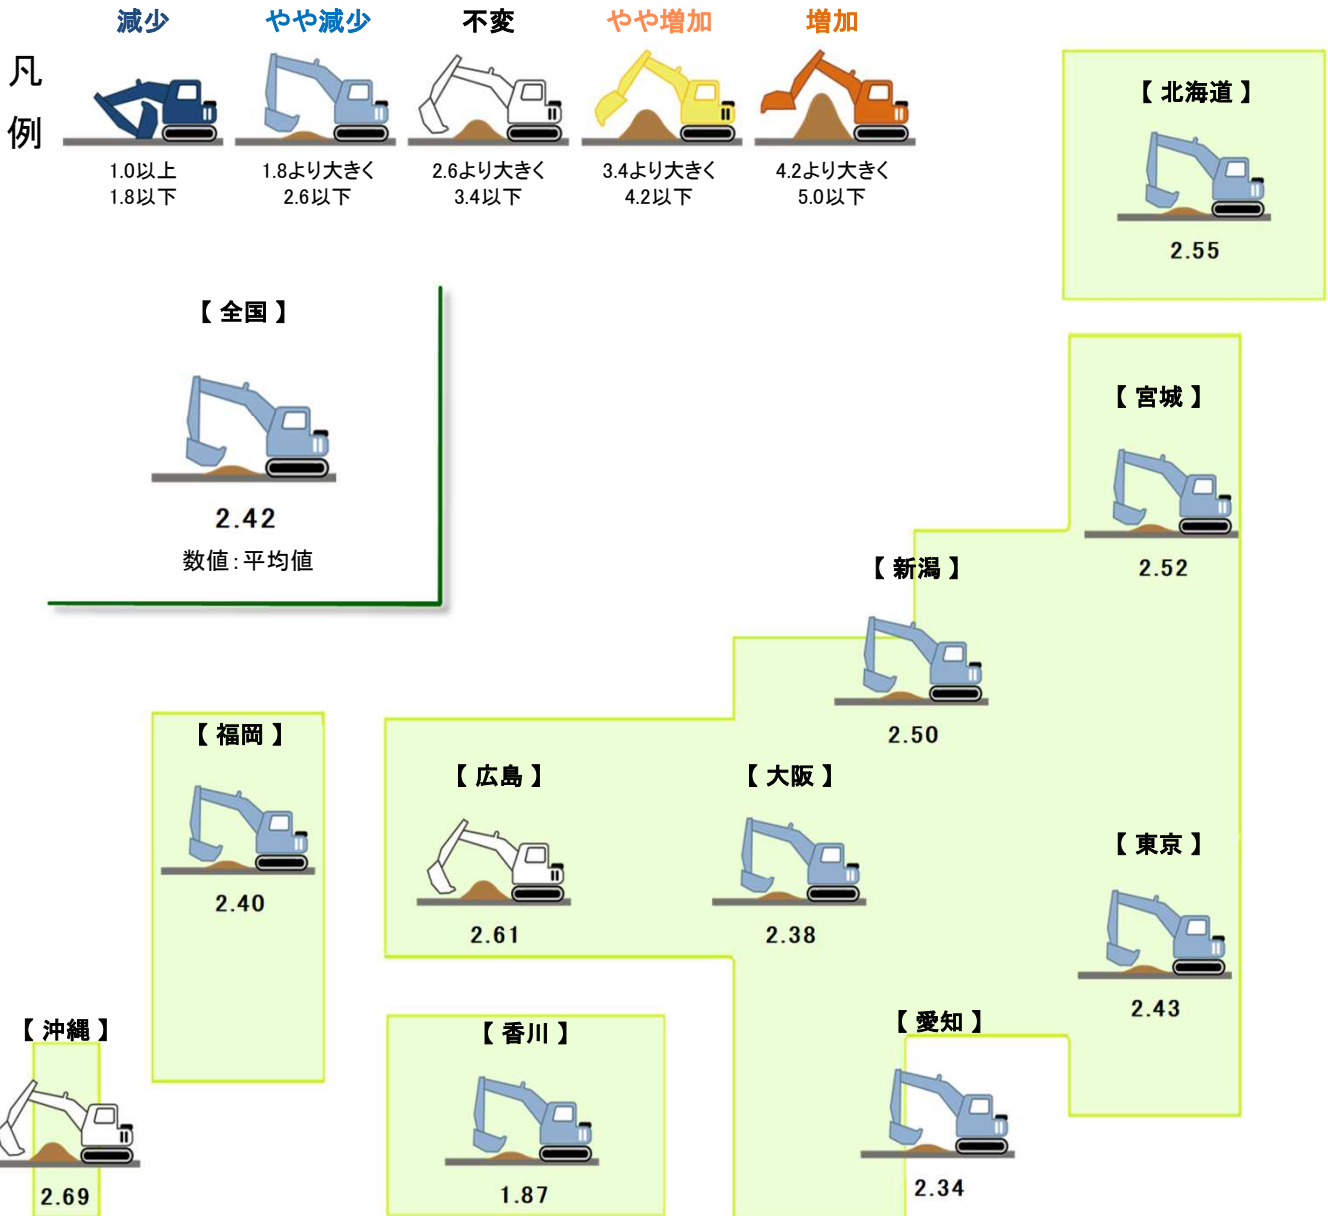 減少 やや減少 不変 やや増加 増加
凡例
1.0以上 1.8より大きく 2.6より大きく 3.4より大きく 4.2より大きく
1.8以下 2.6以下 3.4以下 4.2以下 5.0以下
【 北海道 】
2.55
【 全国 】
2.42
数値：平均値
【 宮城 】
2.52
【 新潟 】
2.50
【 福岡 】
2.40
【 広島 】
2.61
【 大阪 】
2.38
【 東京 】
2.43
【 沖縄 】
2.69
【 香川 】
1.87
【 愛知 】
2.34